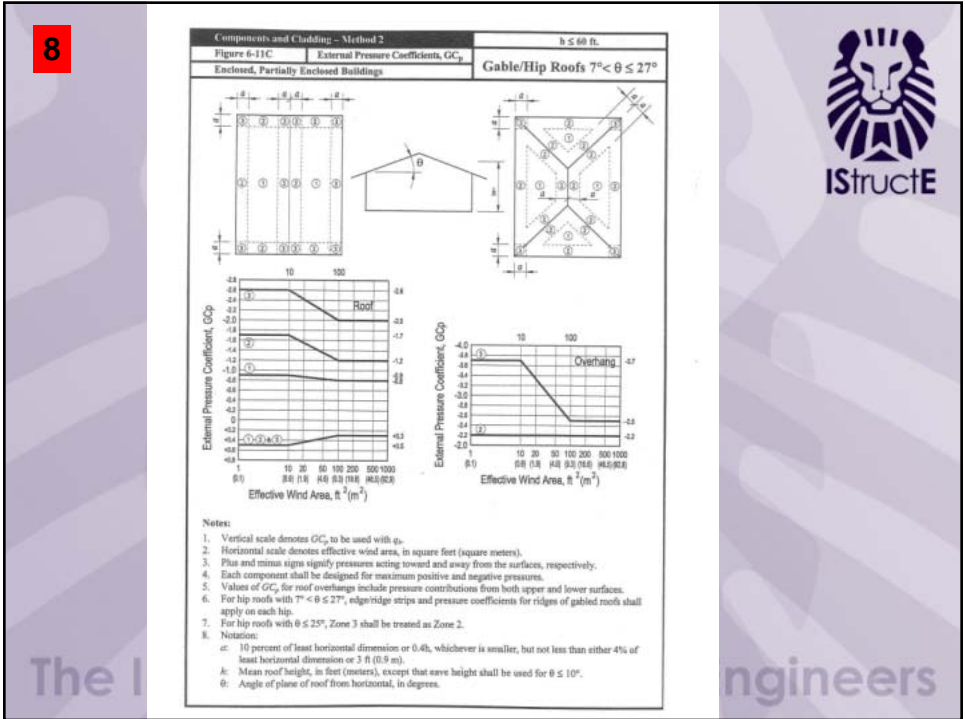 8
Components and Cladding – Method 2
h ≤ 60 ft.
Figure 6-11C
External Pressure Coefficients, GCp
Gable/Hip Roofs 7°< θ ≤ 27°
Enclosed, Partially Enclosed Buildings
IStructE
θ
10 100
Roof
External Pressure Coefficient, GCp
Effective Wind Area, ft²(m²)
10 100
Overhang
External Pressure Coefficient, GCp
Effective Wind Area, ft²(m²)
Notes:
1. Vertical scale denotes GCp to be used with qh.
2. Horizontal scale denotes effective wind area, in square feet (square meters).
3. Plus and minus signs signify pressures acting toward and away from the surfaces, respectively.
4. Each component shall be designed for maximum positive and negative pressures.
5. Values of GCp for roof overhangs include pressure contributions from both upper and lower surfaces.
6. For hip roofs with 7° < θ ≤ 27°, edge/ridge strips and pressure coefficients for ridges of gabled roofs shall
apply on each hip.
7. For hip roofs with θ ≤ 25°, Zone 3 shall be treated as Zone 2.
8. Notation:
a: 10 percent of least horizontal dimension or 0.4h, whichever is smaller, but not less than either 4% of
least horizontal dimension or 3 ft (0.9 m).
h: Mean roof height, in feet (meters), except that eave height shall be used for θ ≤ 10°.
θ: Angle of plane of roof from horizontal, in degrees.
The I
ngineers